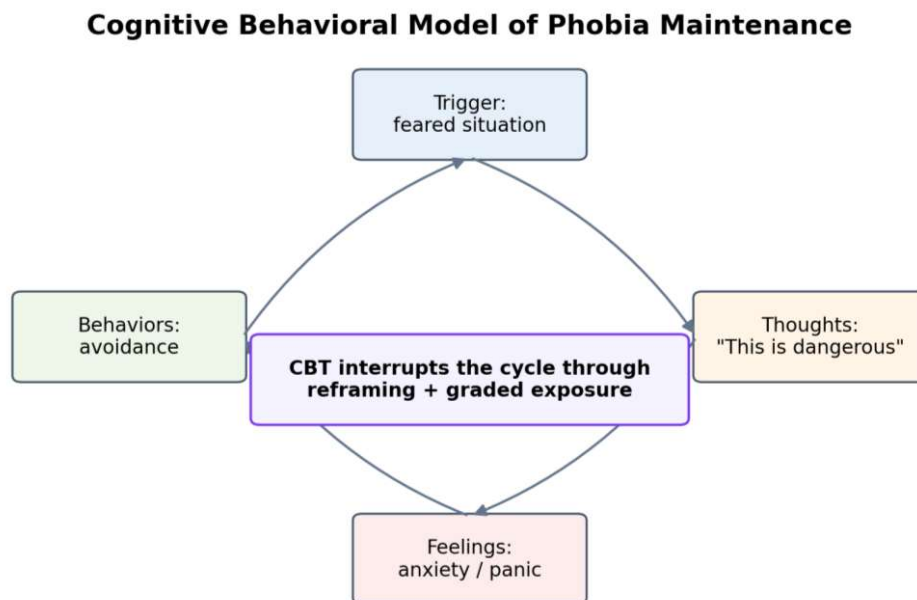 Cognitive Behavioral Model of Phobia Maintenance
Trigger:
feared situation
Behaviors:
avoidance
Thoughts:
"This is dangerous"
CBT interrupts the cycle through
reframing + graded exposure
Feelings:
anxiety / panic